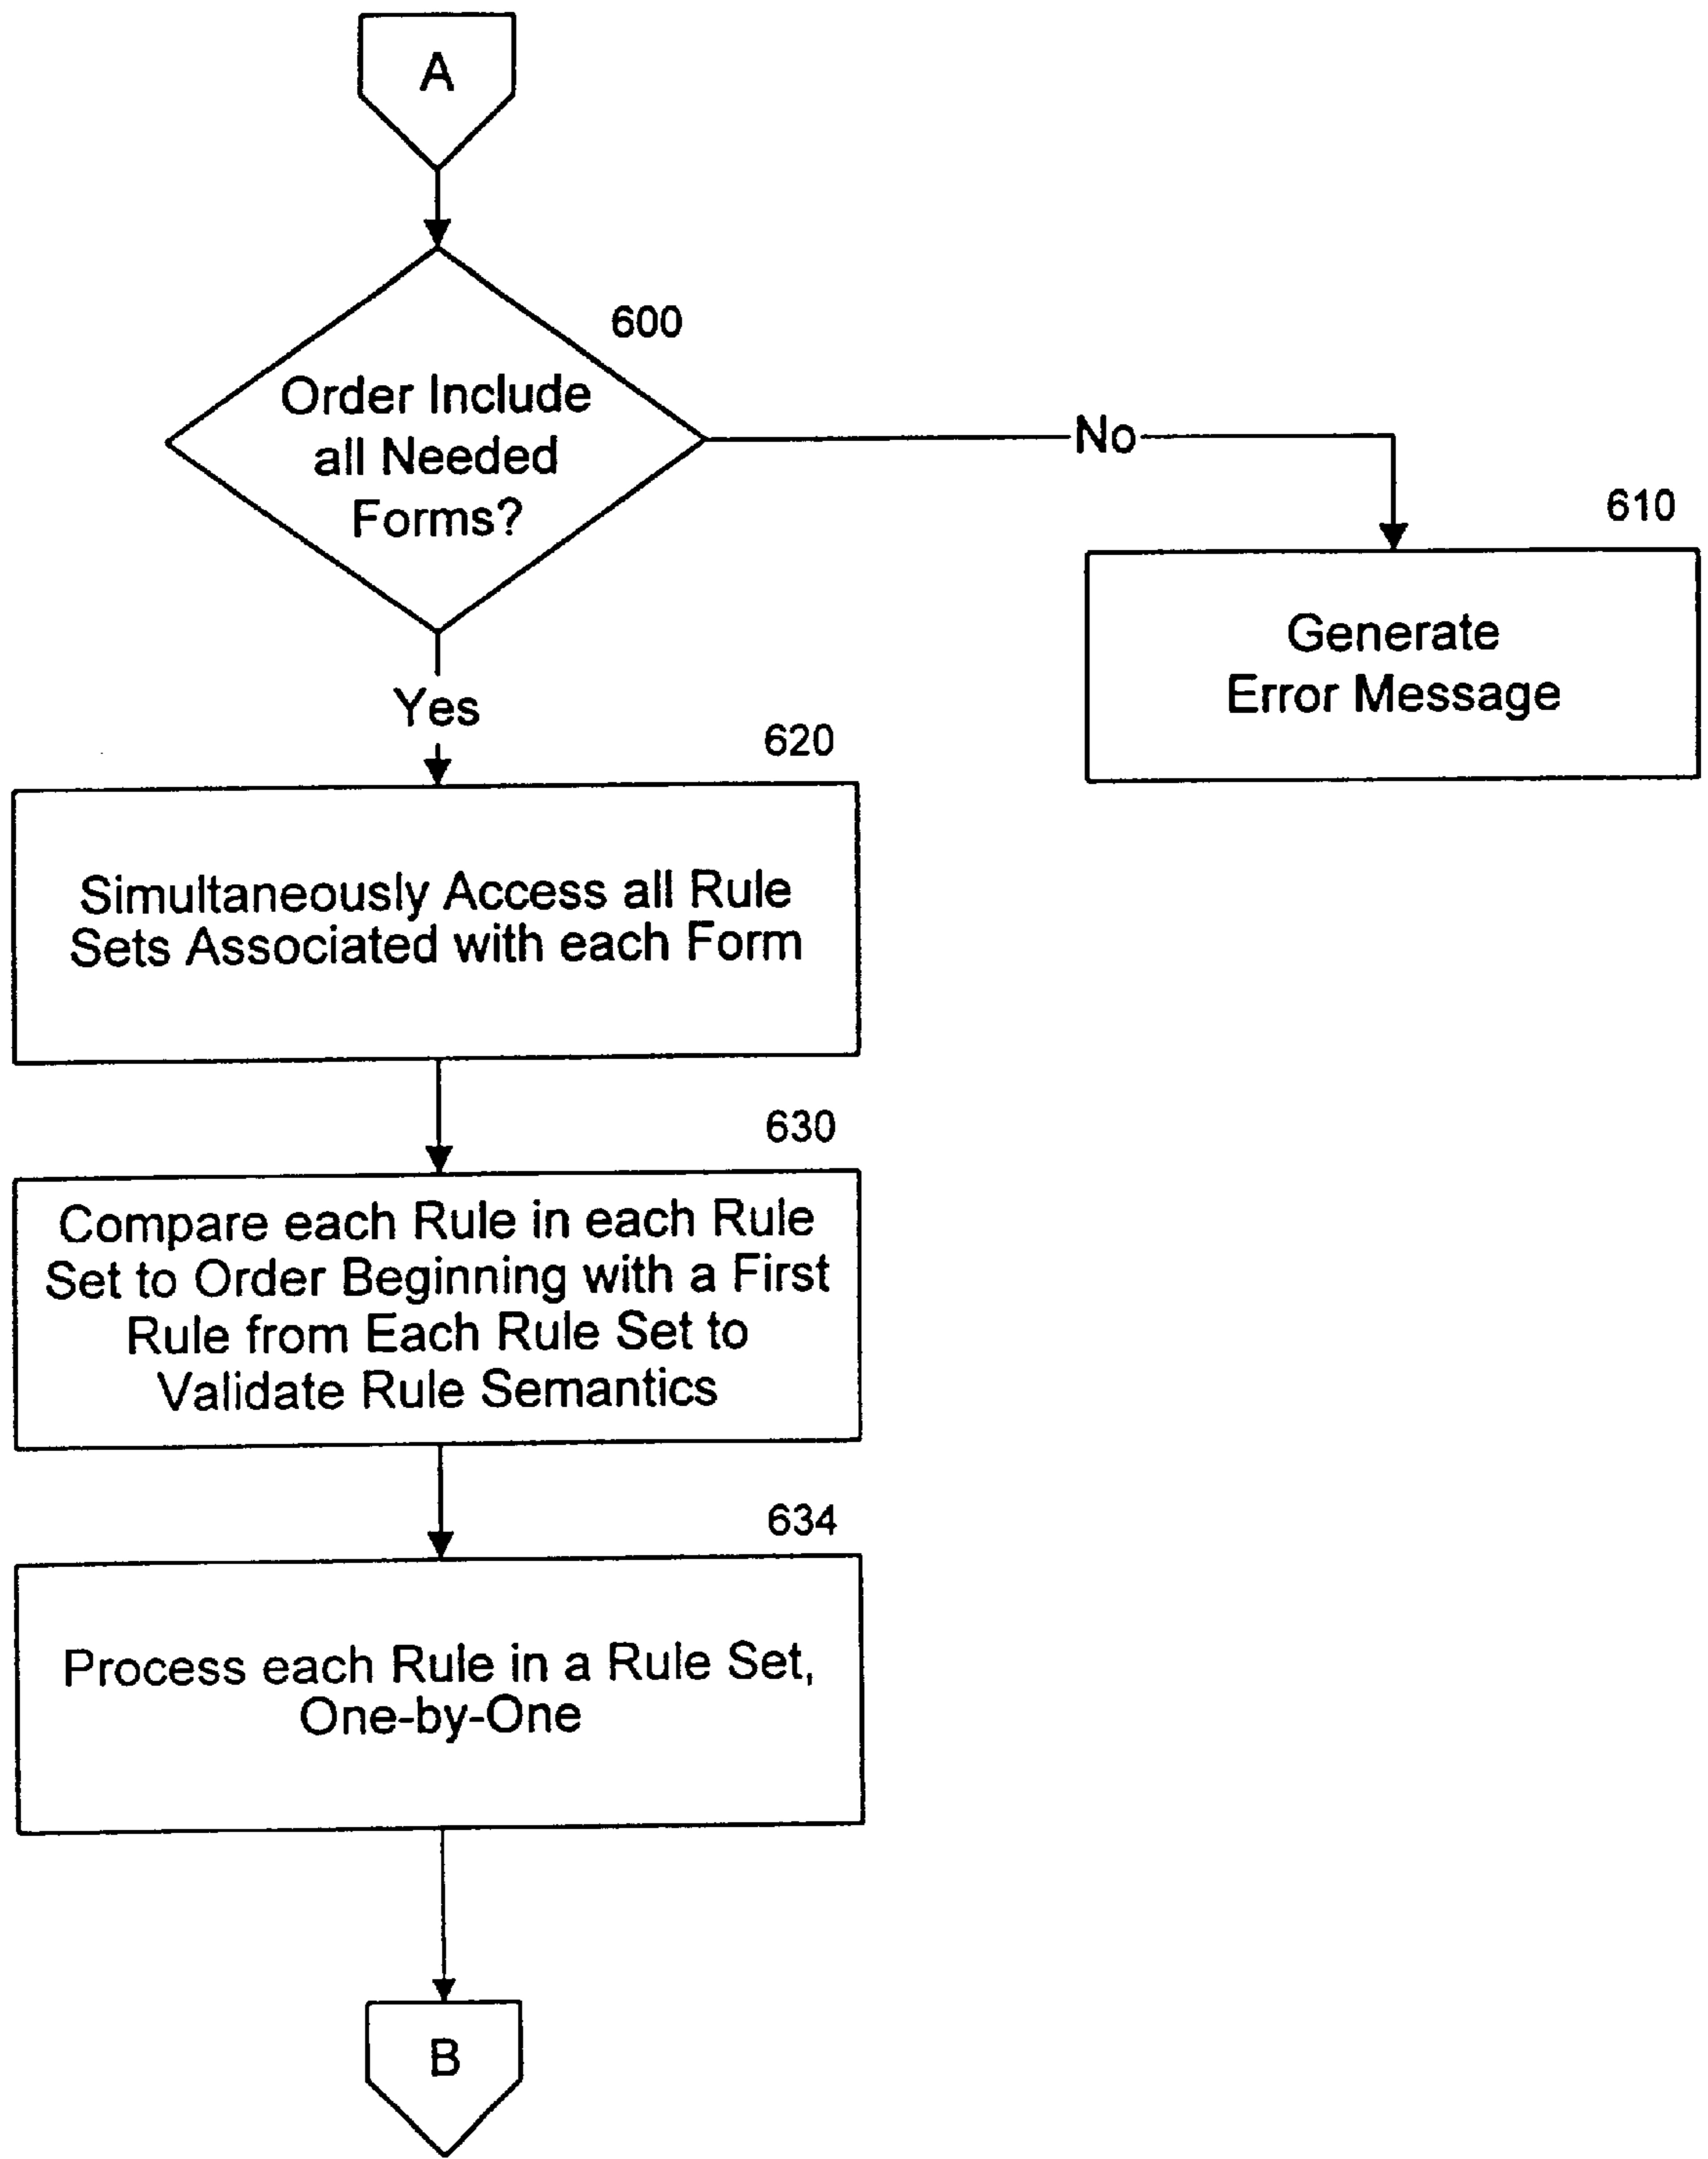 A
600
Order Include
all Needed
Forms?
No
610
Generate
Error Message
Yes
620
Simultaneously Access all Rule
Sets Associated with each Form
630
Compare each Rule in each Rule
Set to Order Beginning with a First
Rule from Each Rule Set to
Validate Rule Semantics
634
Process each Rule in a Rule Set,
One-by-One
B